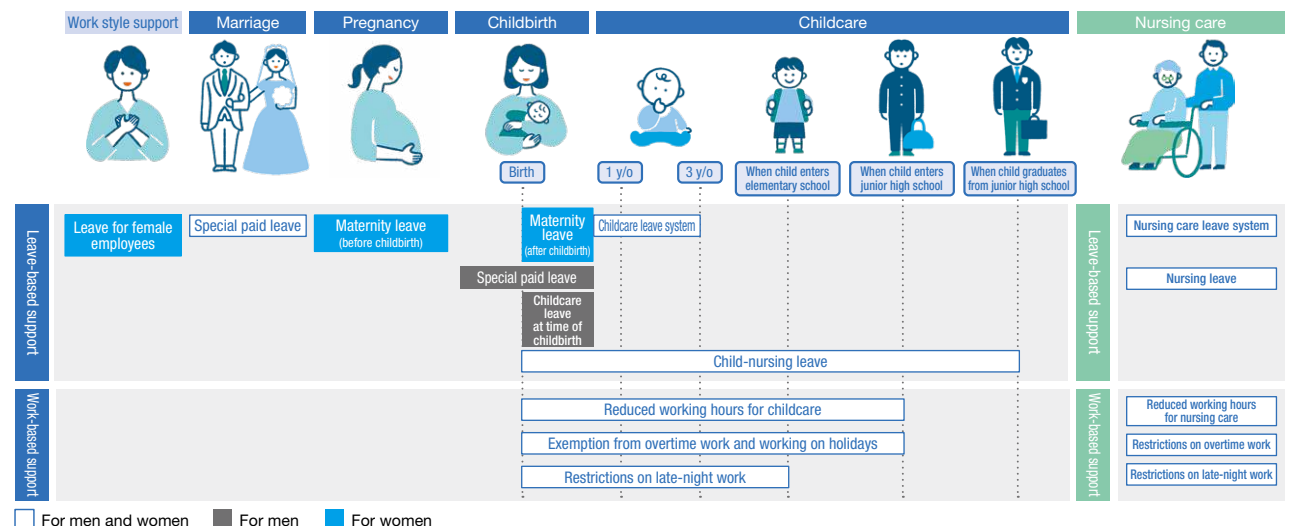 Work style support
Marriage
Pregnancy
Childbirth
Childcare
Nursing care
Birth
1 y/o
3 y/o
When child enters
elementary school
When child enters
junior high school
When child graduates
from junior high school
Leave-based support
Leave for female
employees
Special paid leave
Maternity leave
(before childbirth)
Maternity
leave
(after childbirth)
Childcare leave system
Special paid leave
Childcare
leave
at time of
childbirth
Child-nursing leave
Leave-based support
Nursing care leave system
Nursing leave
Work-based support
Reduced working hours for childcare
Exemption from overtime work and working on holidays
Restrictions on late-night work
Work-based support
Reduced working hours
for nursing care
Restrictions on overtime work
Restrictions on late-night work
For men and women
For men
For women